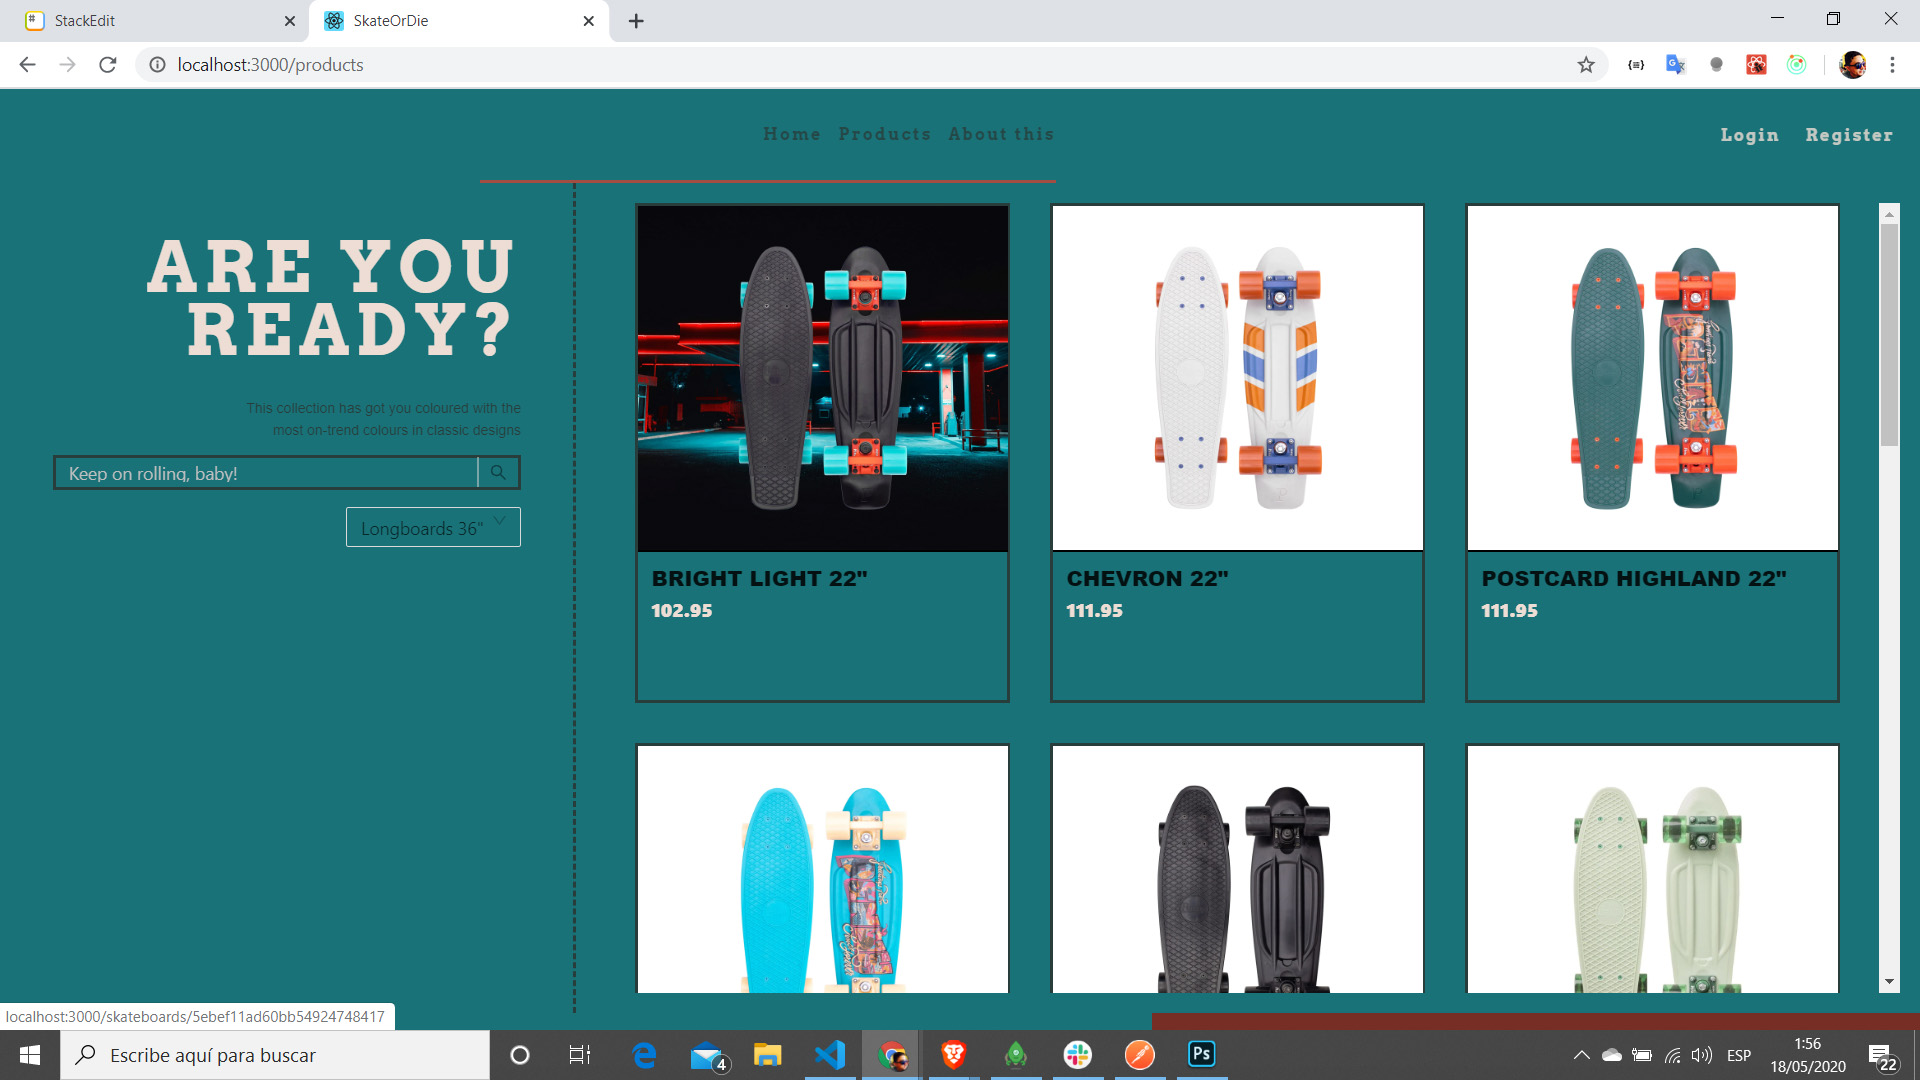 StackEdit
SkateOrDie
localhost:3000/products
Home Products About this
Login Register
ARE YOU
READY?
This collection has got you coloured with the
most on-trend colours in classic designs
Keep on rolling, baby!
Longboards 36"
BRIGHT LIGHT 22"
102.95
CHEVRON 22"
111.95
POSTCARD HIGHLAND 22"
111.95
localhost:3000/skateboards/5ebef11ad60bb54924748417
Escribe aquí para buscar
4
Ps
ESP
1:56
18/05/2020
22